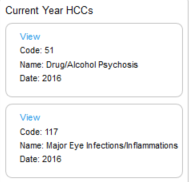 Current Year HCCs
View
Code: 51
Name: Drug/Alcohol Psychosis
Date: 2016
View
Code: 117
Name: Major Eye Infections/Inflammations
Date: 2016